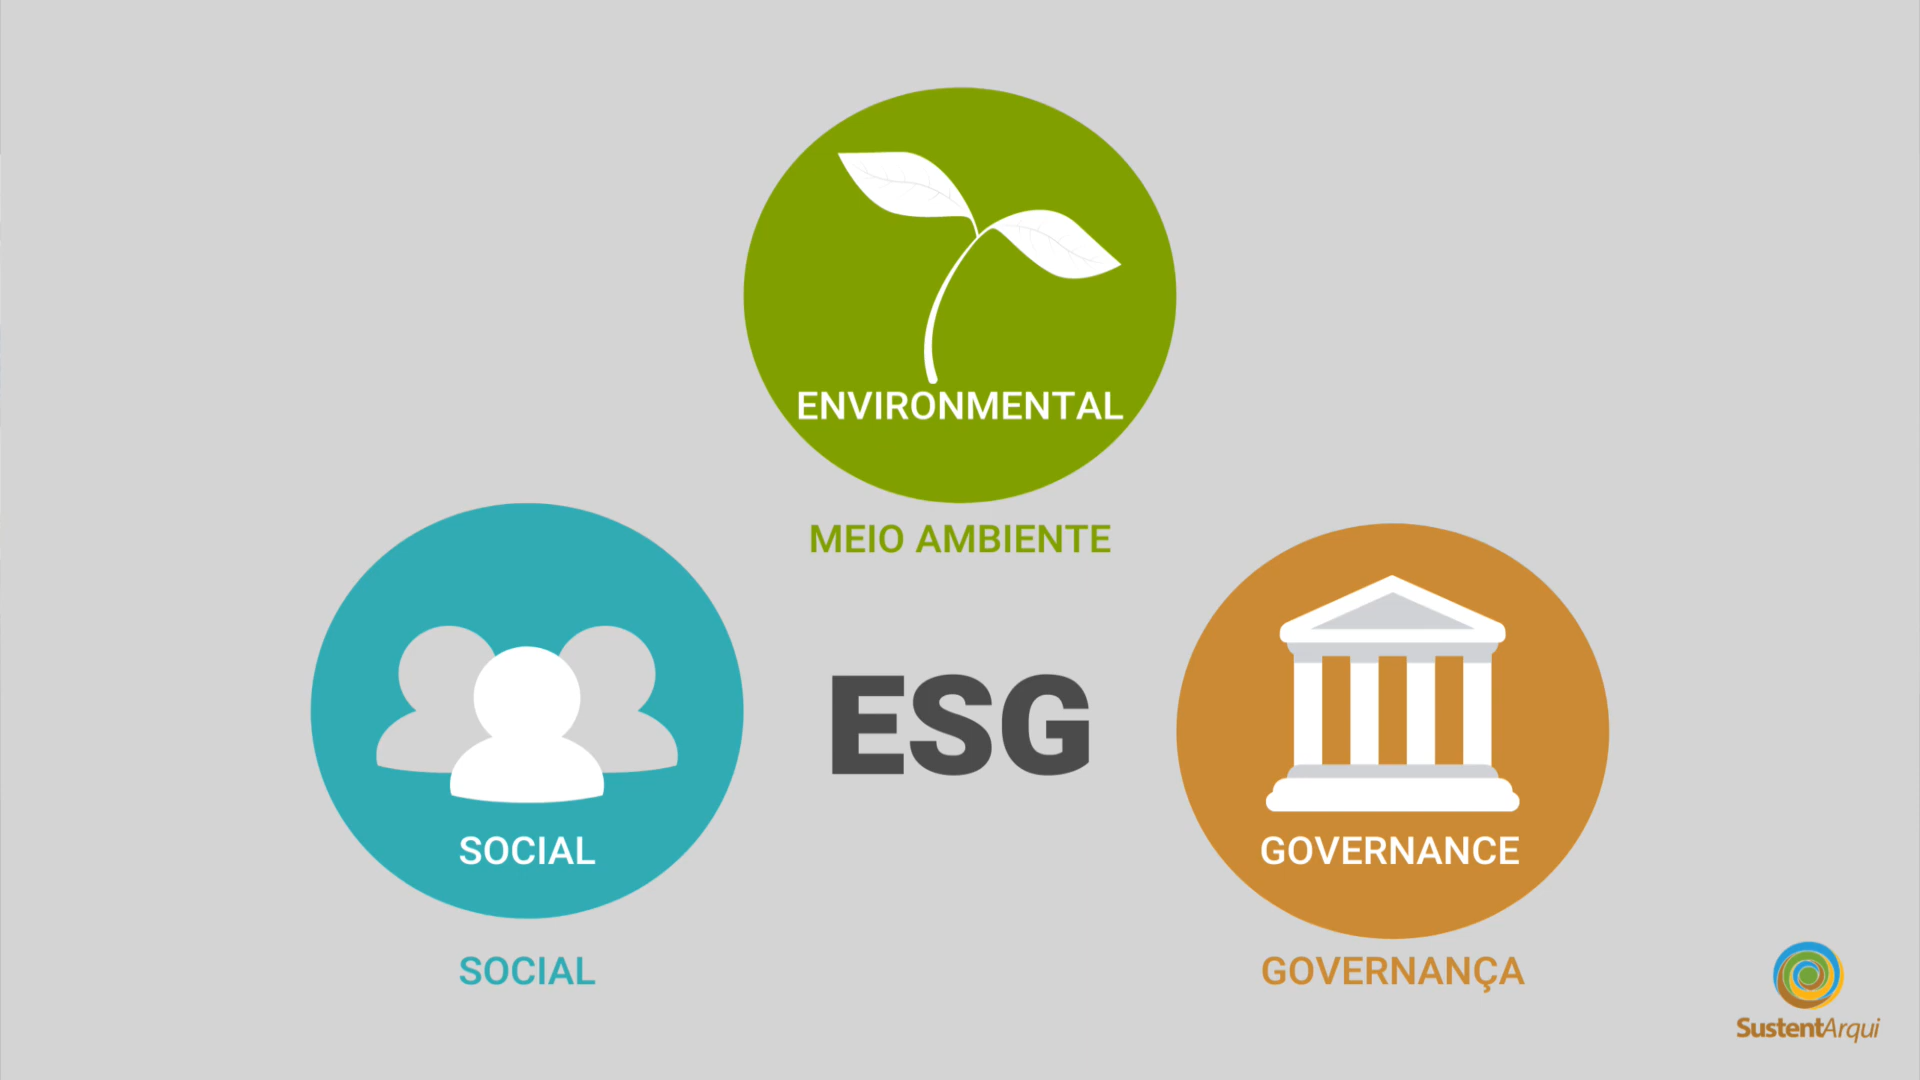 ENVIRONMENTAL
MEIO AMBIENTE
ESG
SOCIAL
SOCIAL
GOVERNANCE
GOVERNANÇA
SustentArqui